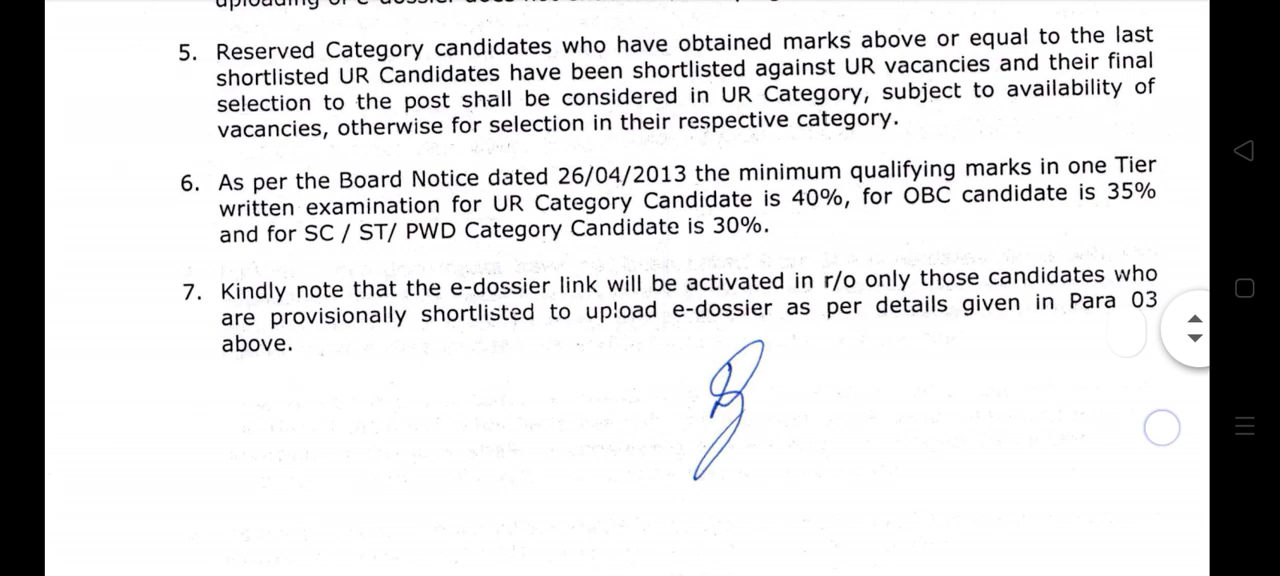 5. Reserved Category candidates who have obtained marks above or equal to the last
shortlisted UR Candidates have been shortlisted against UR vacancies and their final
selection to the post shall be considered in UR Category, subject to availability of
vacancies, otherwise for selection in their respective category.
6. As per the Board Notice dated 26/04/2013 the minimum qualifying marks in one Tier
written examination for UR Category Candidate is 40%, for OBC candidate is 35%
and for SC / ST/ PWD Category Candidate is 30%.
7. Kindly note that the e-dossier link will be activated in r/o only those candidates who
are provisionally shortlisted to upload e-dossier as per details given in Para 03
above.